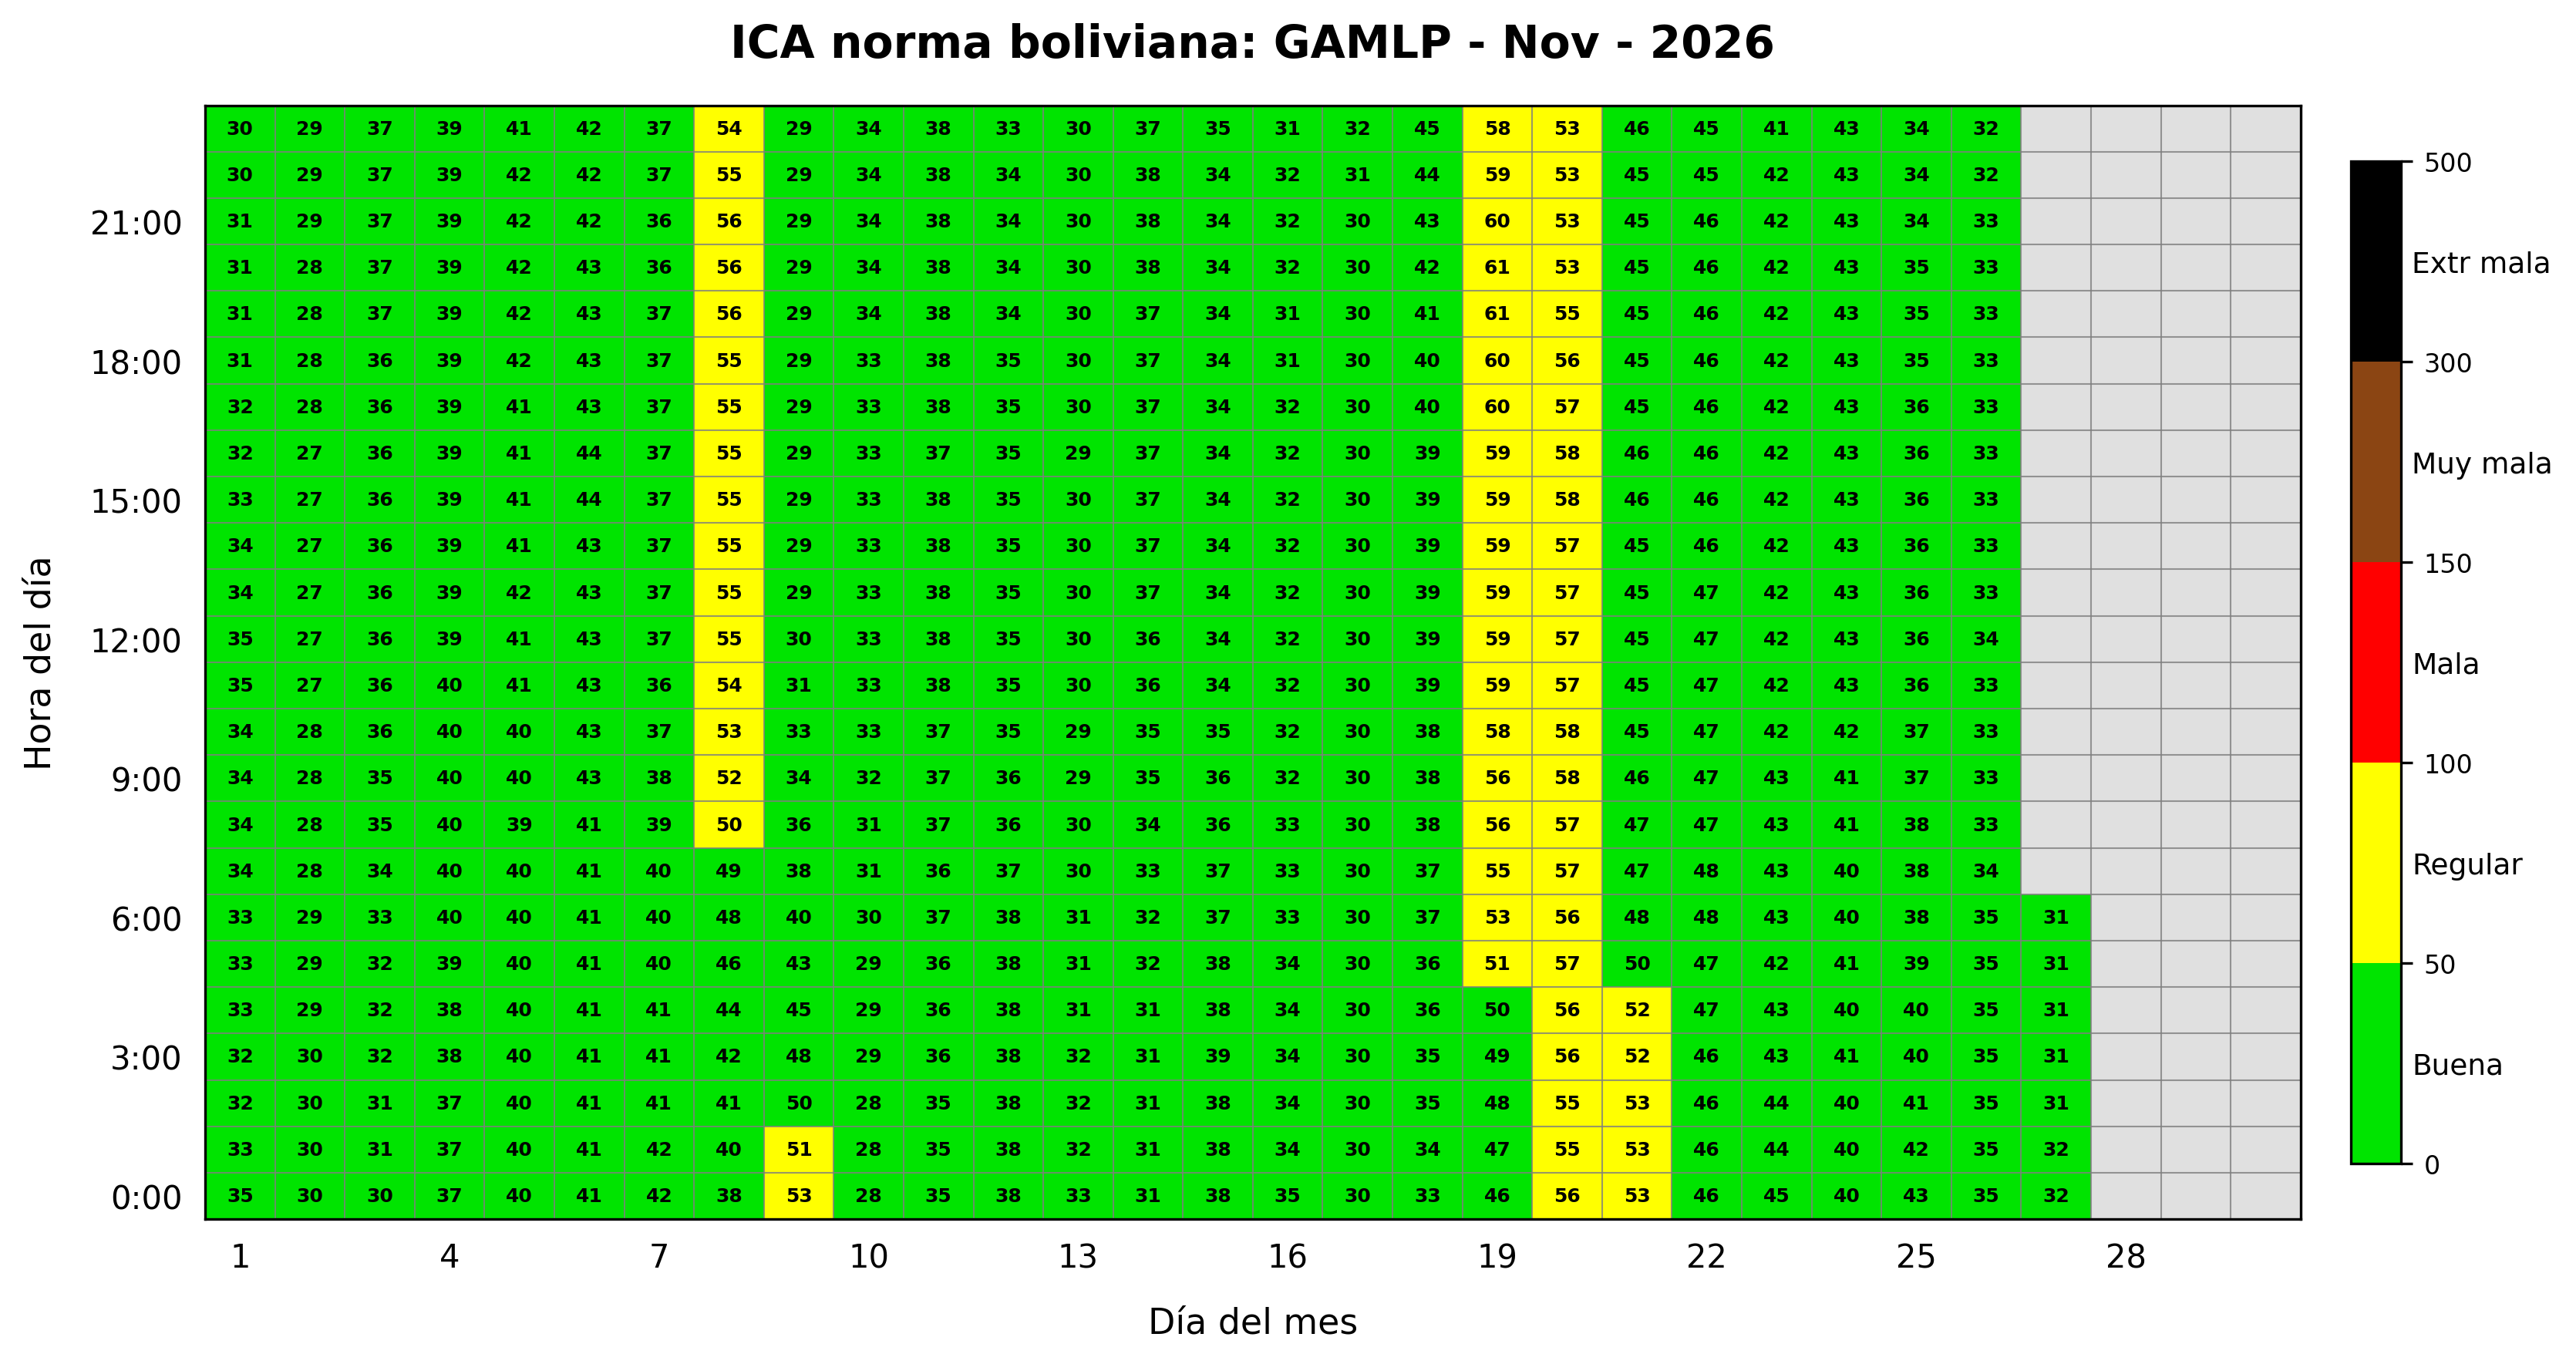 ICA norma boliviana: GAMLP - Nov - 2026
30 29 37 39 41 42 37 54 29 34 38 33 30 37 35 31 32 45 58 53 46 45 41 43 34 32
30 29 37 39 42 42 37 55 29 34 38 34 30 38 34 32 31 44 59 53 45 45 42 43 34 32
21:00 31 29 37 39 42 42 36 56 29 34 38 34 30 38 34 32 30 43 60 53 45 46 42 43 34 33
31 28 37 39 42 43 36 56 29 34 38 34 30 38 34 32 30 42 61 53 45 46 42 43 35 33
31 28 37 39 42 43 37 56 29 34 38 34 30 37 34 31 30 41 61 55 45 46 42 43 35 33
18:00 31 28 36 39 42 43 37 55 29 33 38 35 30 37 34 31 30 40 60 56 45 46 42 43 35 33
32 28 36 39 41 43 37 55 29 33 38 35 30 37 34 32 30 40 60 57 45 46 42 43 36 33
32 27 36 39 41 44 37 55 29 33 37 35 29 37 34 32 30 39 59 58 46 46 42 43 36 33
15:00 33 27 36 39 41 44 37 55 29 33 38 35 30 37 34 32 30 39 59 58 46 46 42 43 36 33
34 27 36 39 41 43 37 55 29 33 38 35 30 37 34 32 30 39 59 57 45 46 42 43 36 33
34 27 36 39 42 43 37 55 29 33 38 35 30 37 34 32 30 39 59 57 45 47 42 43 36 33
12:00 35 27 36 39 41 43 37 55 30 33 38 35 30 36 34 32 30 39 59 57 45 47 42 43 36 34
35 27 36 40 41 43 36 54 31 33 38 35 30 36 34 32 30 39 59 57 45 47 42 43 36 33
34 28 36 40 40 43 37 53 33 33 37 35 29 35 35 32 30 38 58 58 45 47 42 42 37 33
9:00 34 28 35 40 40 43 38 52 34 32 37 36 29 35 36 32 30 38 56 58 46 47 43 41 37 33
34 28 35 40 39 41 39 50 36 31 37 36 30 34 36 33 30 38 56 57 47 47 43 41 38 33
34 28 34 40 40 41 40 49 38 31 36 37 30 33 37 33 30 37 55 57 47 48 43 40 38 34
6:00 33 29 33 40 40 41 40 48 40 30 37 38 31 32 37 33 30 37 53 56 48 48 43 40 38 35 31
33 29 32 39 40 41 40 46 43 29 36 38 31 32 38 34 30 36 51 57 50 47 42 41 39 35 31
33 29 32 38 40 41 41 44 45 29 36 38 31 31 38 34 30 36 50 56 52 47 43 40 40 35 31
3:00 32 30 32 38 40 41 41 42 48 29 36 38 32 31 39 34 30 35 49 56 52 46 43 41 40 35 31
32 30 31 37 40 41 41 41 50 28 35 38 32 31 38 34 30 35 48 55 53 46 44 40 41 35 31
33 30 31 37 40 41 42 40 51 28 35 38 32 31 38 34 30 34 47 55 53 46 44 40 42 35 32
0:00 35 30 30 37 40 41 42 38 53 28 35 38 33 31 38 35 30 33 46 56 53 46 45 40 43 35 32
1 4 7 10 13 16 19 22 25 28
Día del mes
Hora del día
500
Extr mala
300
Muy mala
150
Mala
100
Regular
50
Buena
0